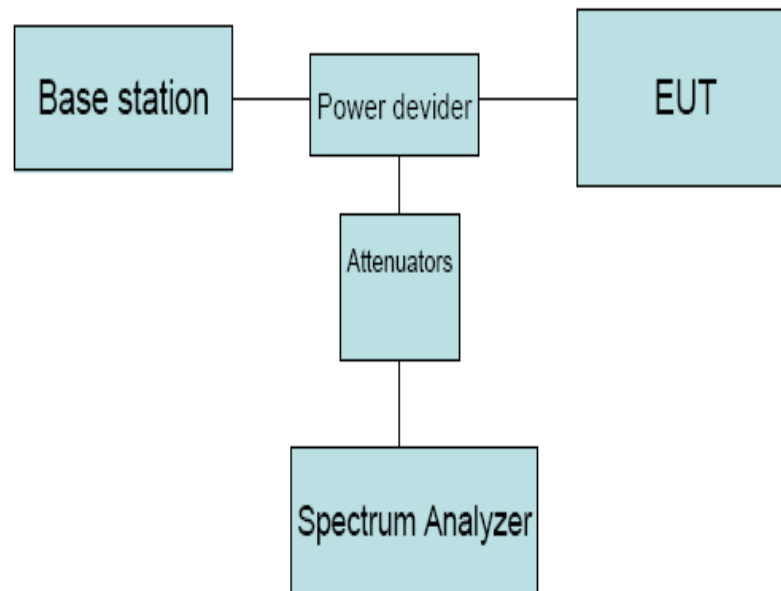 Base station
Power devider
EUT
Attenuators
Spectrum Analyzer